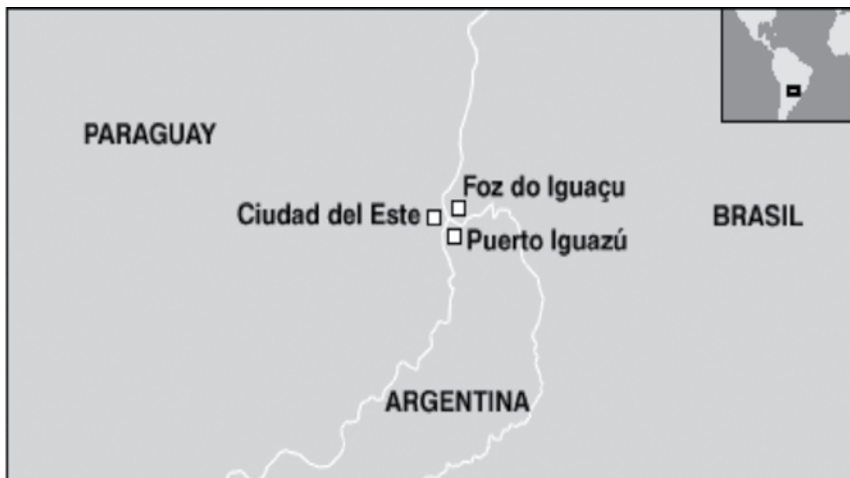 PARAGUAY
Foz do Iguaçu
Ciudad del Este
BRASIL
Puerto Iguazú
ARGENTINA